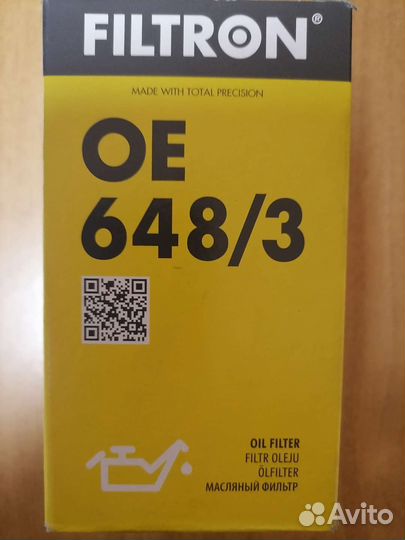 FILTRON®
MADE WITH TOTAL PRECISION
OE
648/3
OIL FILTER
FILTR OLEJU
ÖLFILTER
МАСЛЯНЫЙ ФИЛЬТР
Avito